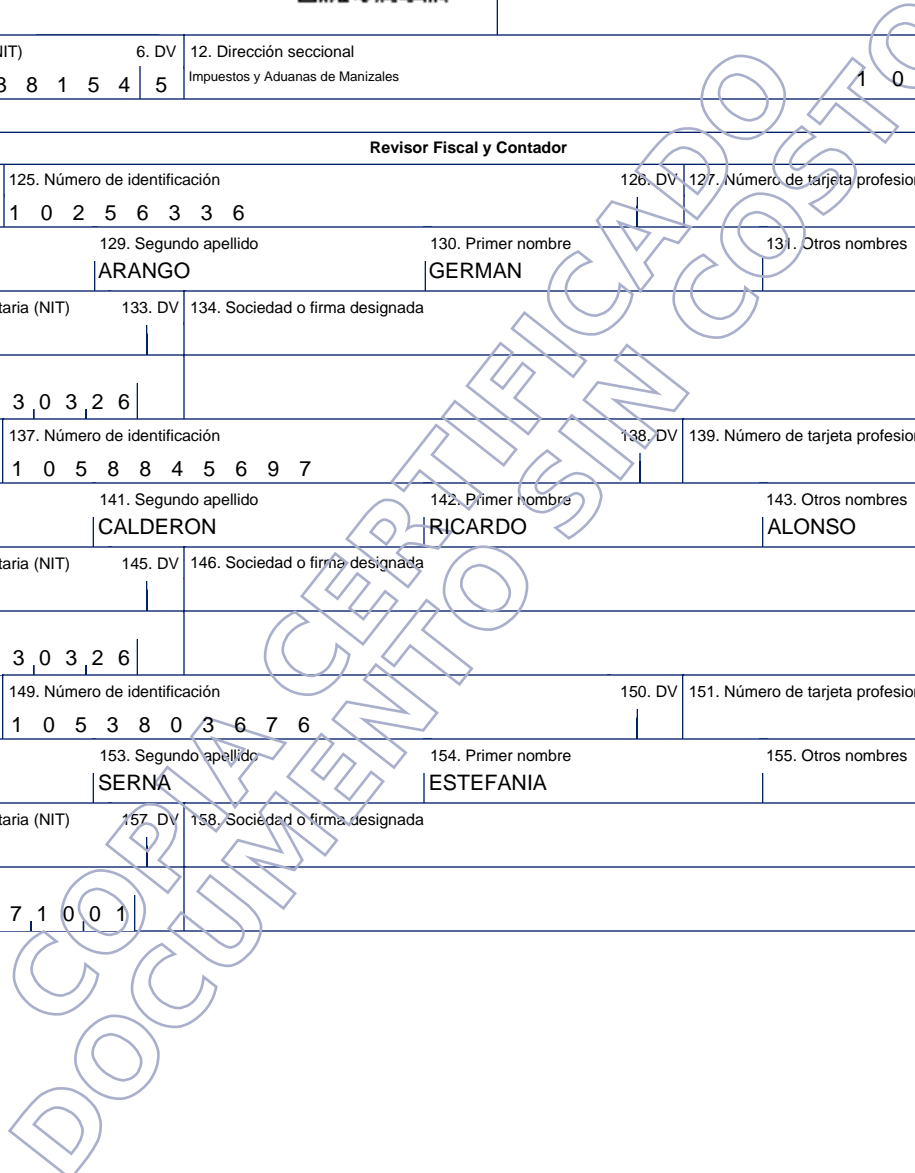 NIT) 6. DV 12. Dirección seccional
8 1 5 4 5 Impuestos y Aduanas de Manizales 1 0
Revisor Fiscal y Contador
125. Número de identificación 126. DV 127. Número de tarjeta profesion
1 0 2 5 6 3 3 6
129. Segundo apellido 130. Primer nombre 131. Otros nombres
ARANGO GERMAN
taria (NIT) 133. DV 134. Sociedad o firma designada
3 0 3 2 6
137. Número de identificación 138. DV 139. Número de tarjeta profesion
1 0 5 8 8 4 5 6 9 7
141. Segundo apellido 142. Primer nombre 143. Otros nombres
CALDERON RICARDO ALONSO
taria (NIT) 145. DV 146. Sociedad o firma designada
3 0 3 2 6
149. Número de identificación 150. DV 151. Número de tarjeta profesion
1 0 5 3 8 0 3 6 7 6
153. Segundo apellido 154. Primer nombre 155. Otros nombres
SERNA ESTEFANIA
taria (NIT) 157. DV 158. Sociedad o firma designada
7 1 0 0 1
COPIA CERTIFICADO
DOCUMENTO SIN COSTO